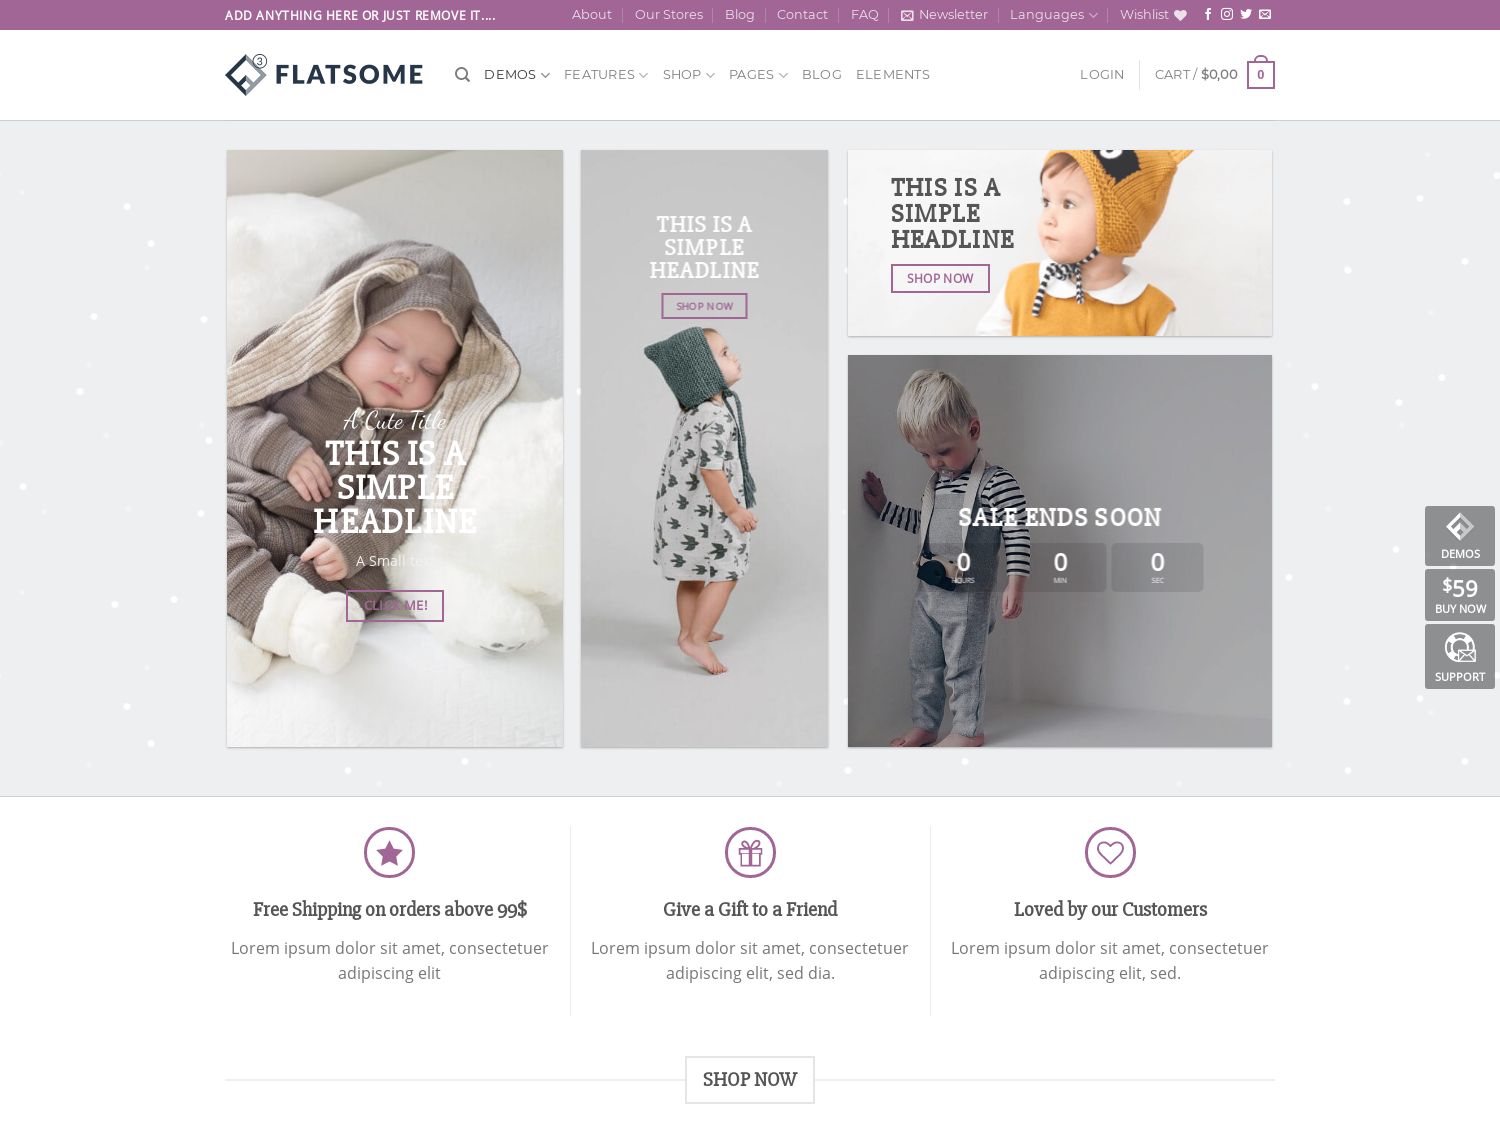 ADD ANYTHING HERE OR JUST REMOVE IT....
About
Our Stores
Blog
Contact
FAQ
Newsletter
Languages
Wishlist
3
FLATSOME
DEMOS
FEATURES
SHOP
PAGES
BLOG
ELEMENTS
LOGIN
CART / $0,00
0
A Cute Title
THIS IS A
SIMPLE
HEADLINE
A Small text
CLICK ME!
THIS IS A
SIMPLE
HEADLINE
SHOP NOW
THIS IS A
SIMPLE
HEADLINE
SHOP NOW
SALE ENDS SOON
0
HOURS
0
MIN
0
SEC
DEMOS
$59
BUY NOW
SUPPORT
Free Shipping on orders above 99$
Lorem ipsum dolor sit amet, consectetuer
adipiscing elit
Give a Gift to a Friend
Lorem ipsum dolor sit amet, consectetuer
adipiscing elit, sed dia.
Loved by our Customers
Lorem ipsum dolor sit amet, consectetuer
adipiscing elit, sed.
SHOP NOW